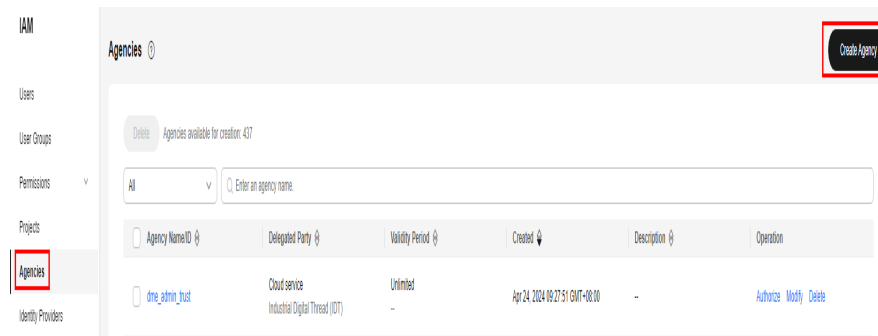 IAM
Users
User Groups
Permissions
Projects
Agencies
Identity Providers
Agencies
Create Agency
Delete Agencies available for creation: 437
All Enter an agency name.
Agency Name/ID Delegated Party Validity Period Created Description Operation
dme_admin_trust Cloud service Industrial Digital Thread (IDT) Unlimited -- Apr 24, 2024 09:27:51 GMT+08:00 -- Authorize Modify Delete